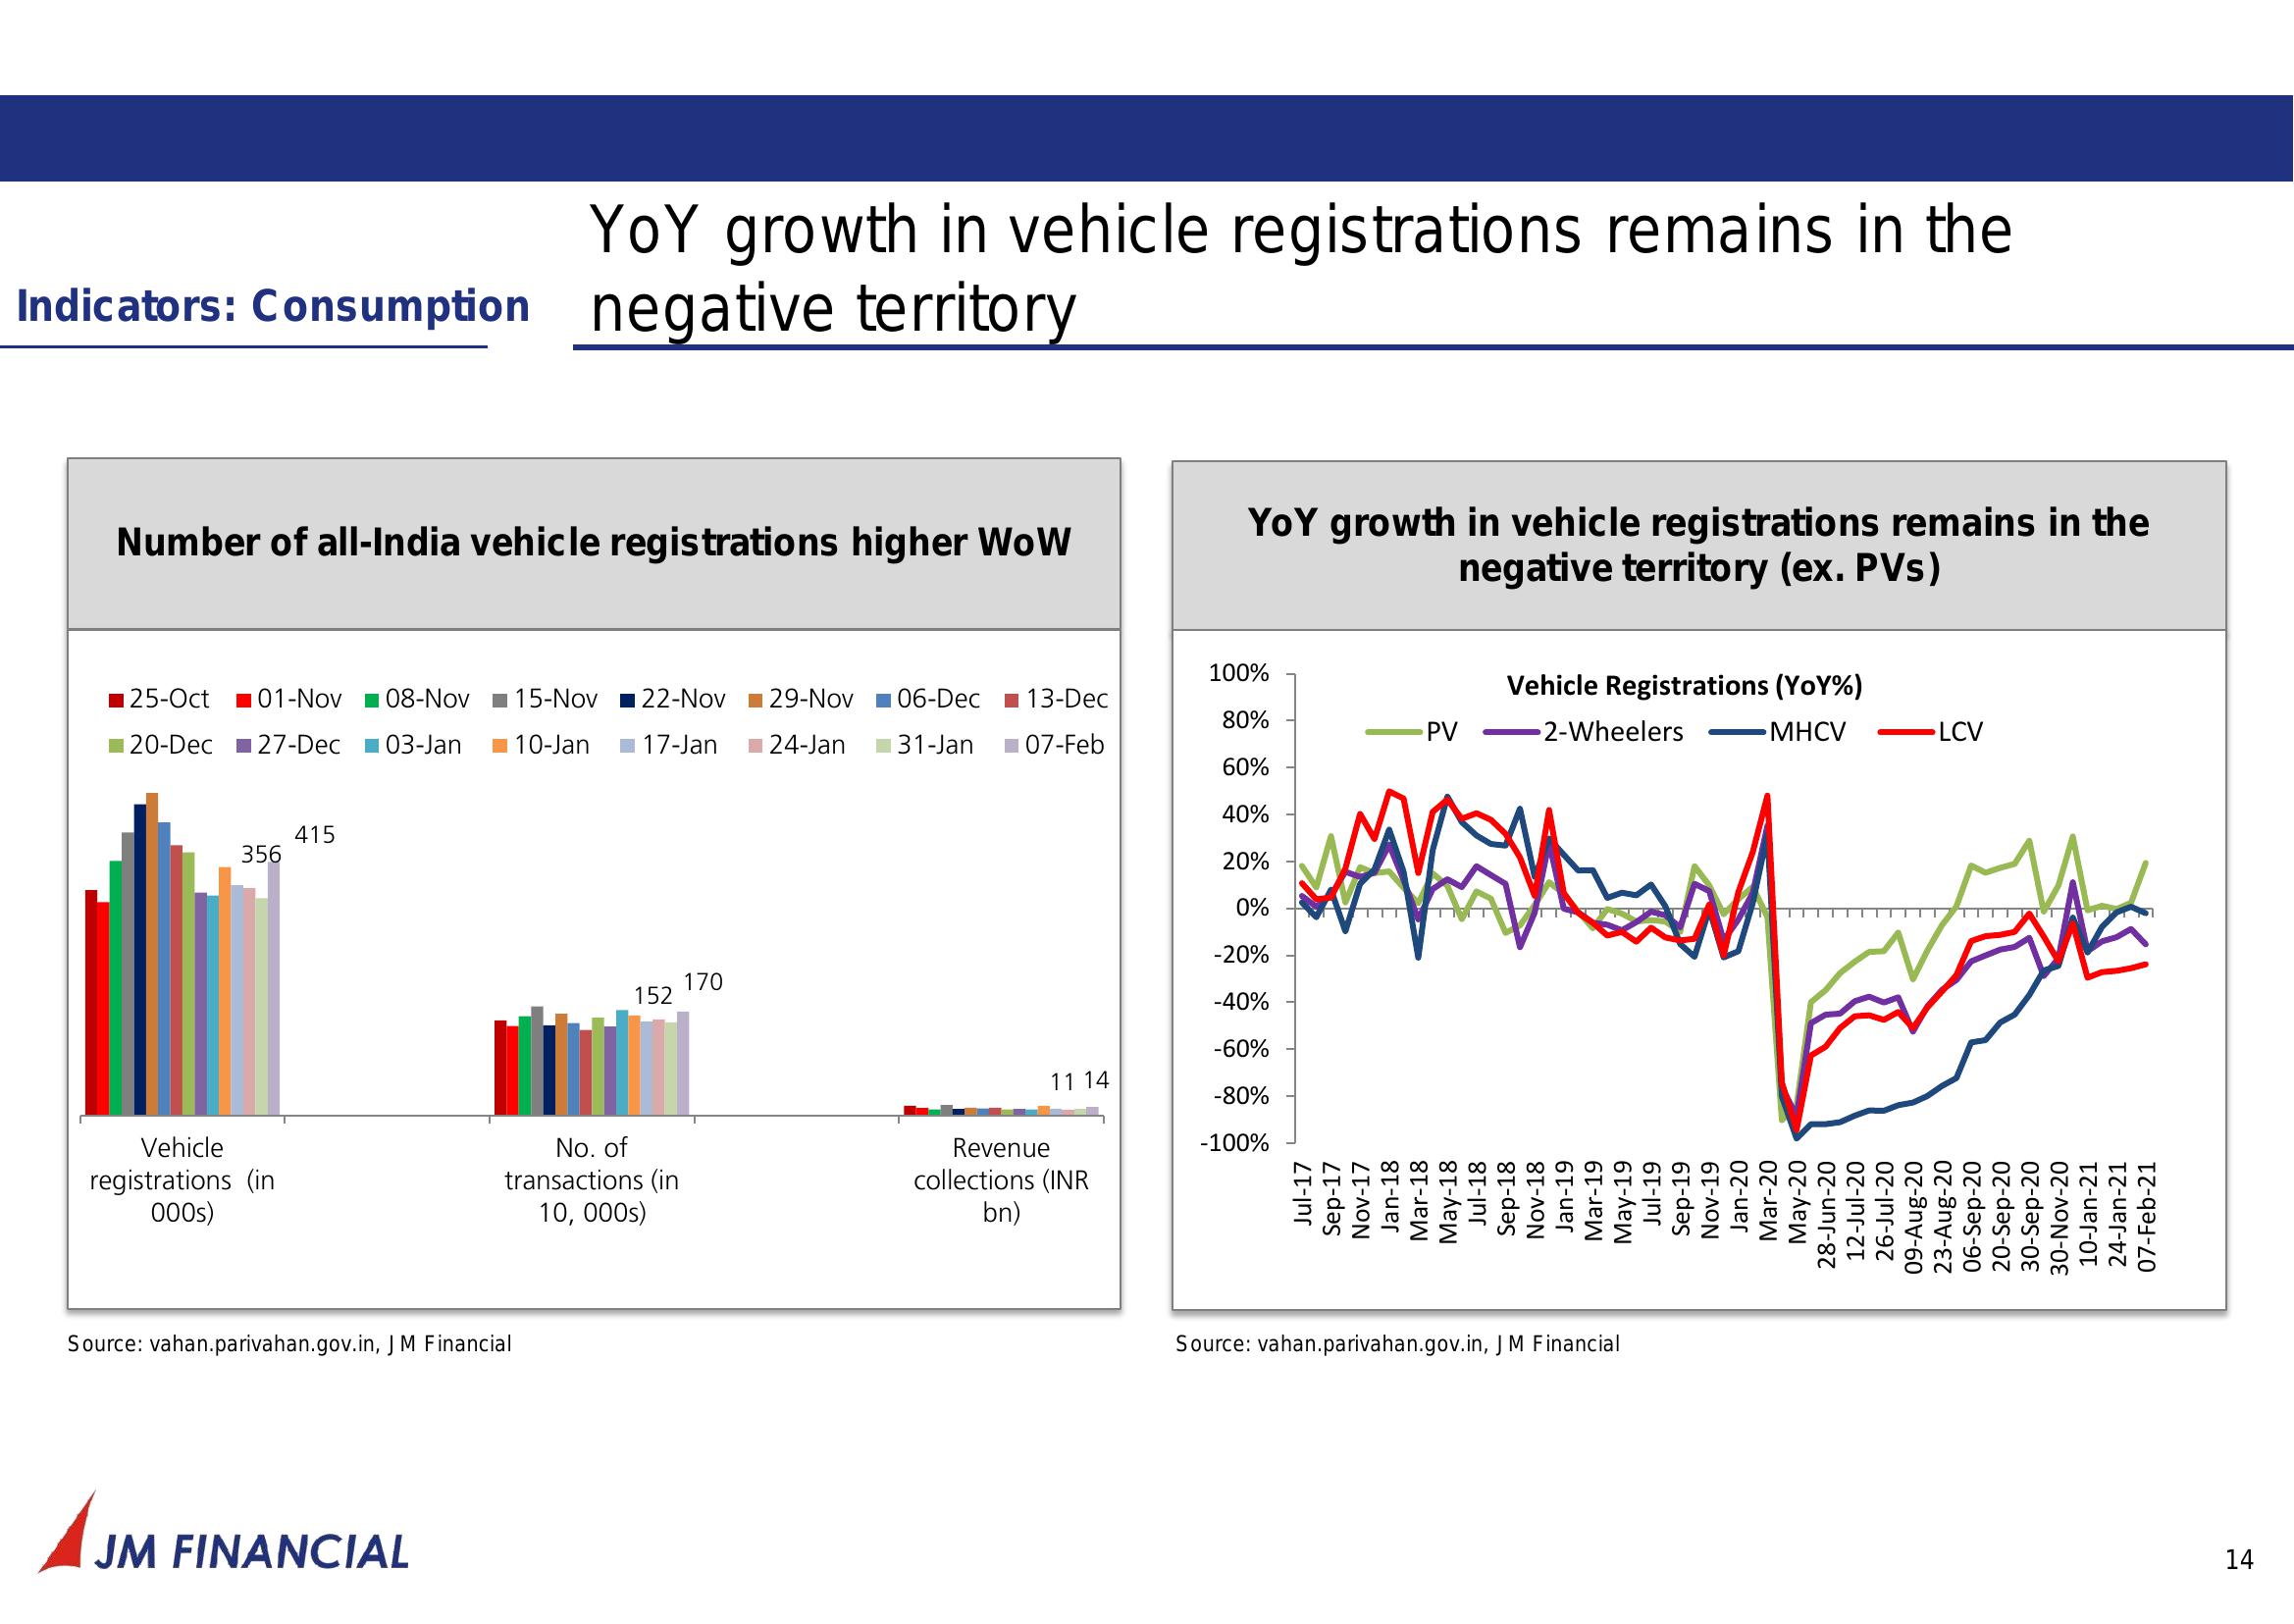 YoY growth in vehicle registrations remains in the
negative territory
Indicators: Consumption
Number of all-India vehicle registrations higher WoW
25-Oct 01-Nov 08-Nov 15-Nov 22-Nov 29-Nov 06-Dec 13-Dec
20-Dec 27-Dec 03-Jan 10-Jan 17-Jan 24-Jan 31-Jan 07-Feb
356 415
152 170
11 14
Vehicle
registrations (in
000s)
No. of
transactions (in
10, 000s)
Revenue
collections (INR
bn)
Source: vahan.parivahan.gov.in, JM Financial
YoY growth in vehicle registrations remains in the
negative territory (ex. PVs)
Vehicle Registrations (YoY%)
PV 2-Wheelers MHCV LCV
100%
80%
60%
40%
20%
0%
-20%
-40%
-60%
-80%
-100%
Jul-17
Sep-17
Nov-17
Jan-18
Mar-18
May-18
Jul-18
Sep-18
Nov-18
Jan-19
Mar-19
May-19
Jul-19
Sep-19
Nov-19
Jan-20
Mar-20
May-20
28-Jun-20
12-Jul-20
26-Jul-20
09-Aug-20
23-Aug-20
06-Sep-20
20-Sep-20
30-Sep-20
30-Nov-20
10-Jan-21
24-Jan-21
07-Feb-21
Source: vahan.parivahan.gov.in, JM Financial
JM FINANCIAL
14